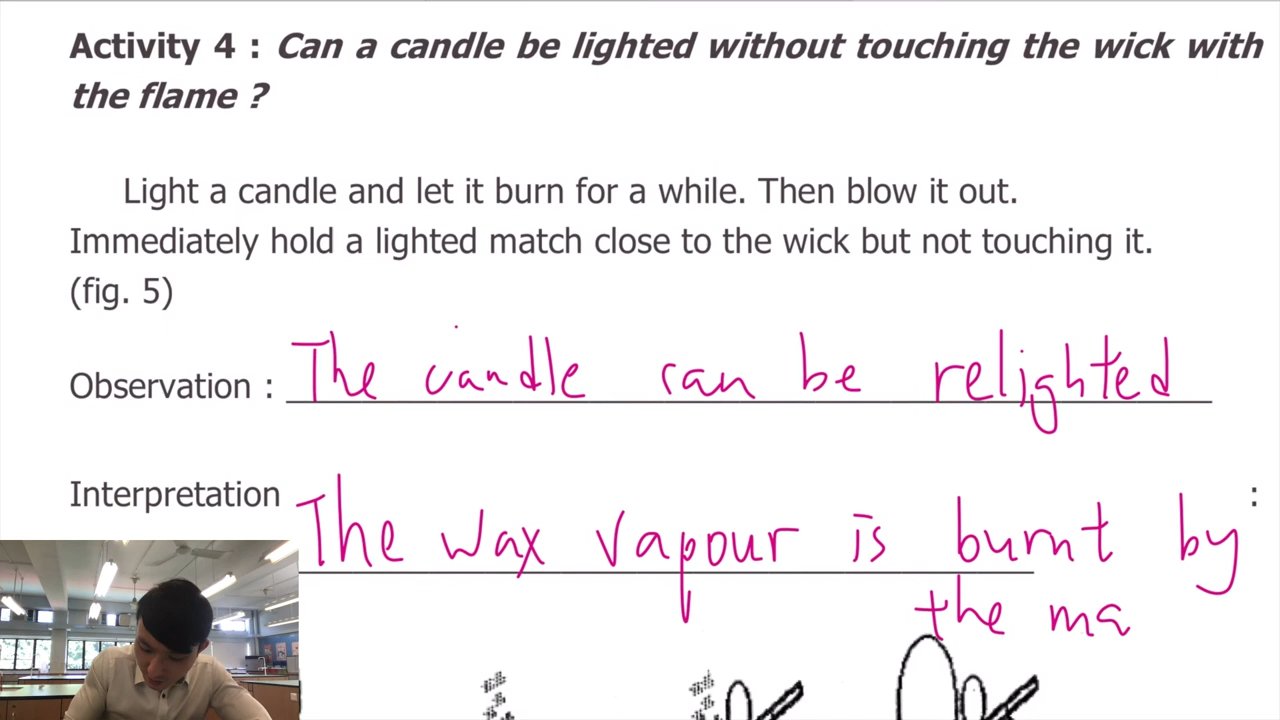 Activity 4 : Can a candle be lighted without touching the wick with
the flame ?
Light a candle and let it burn for a while. Then blow it out.
Immediately hold a lighted match close to the wick but not touching it.
(fig. 5)
Observation : The candle can be relighted
Interpretation The wax vapour is burnt by :
the ma